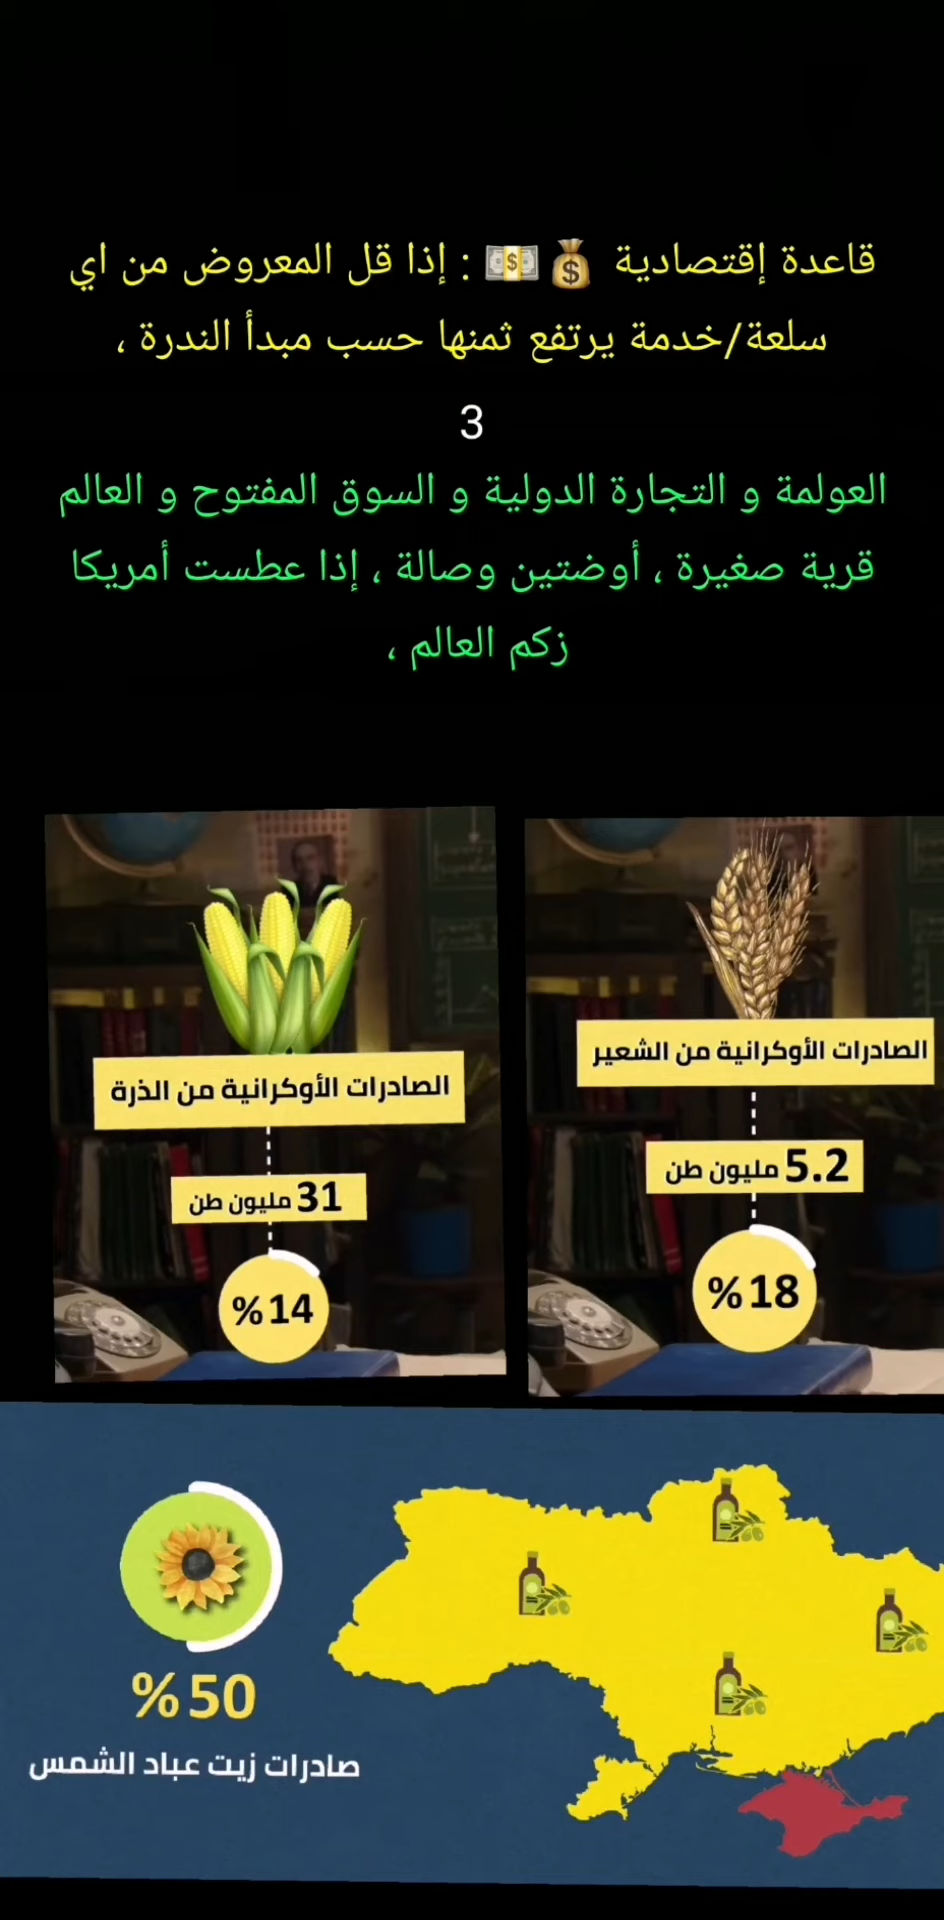 قاعدة إقتصادية 💰💵 : إذا قل المعروض من اي
سلعة/خدمة يرتفع ثمنها حسب مبدأ الندرة ،
3
العولمة و التجارة الدولية و السوق المفتوح و العالم
قرية صغيرة ، أوضتين وصالة ، إذا عطست أمريكا
زكم العالم ،
الصادرات الأوكرانية من الشعير
5.2 مليون طن
%18
الصادرات الأوكرانية من الذرة
31 مليون طن
%14
%50
صادرات زيت عباد الشمس